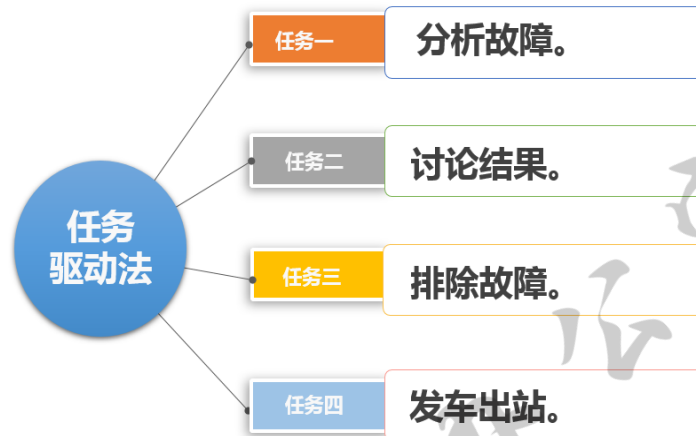 任务
驱动法
任务一
分析故障。
任务二
讨论结果。
任务三
排除故障。
任务四
发车出站。